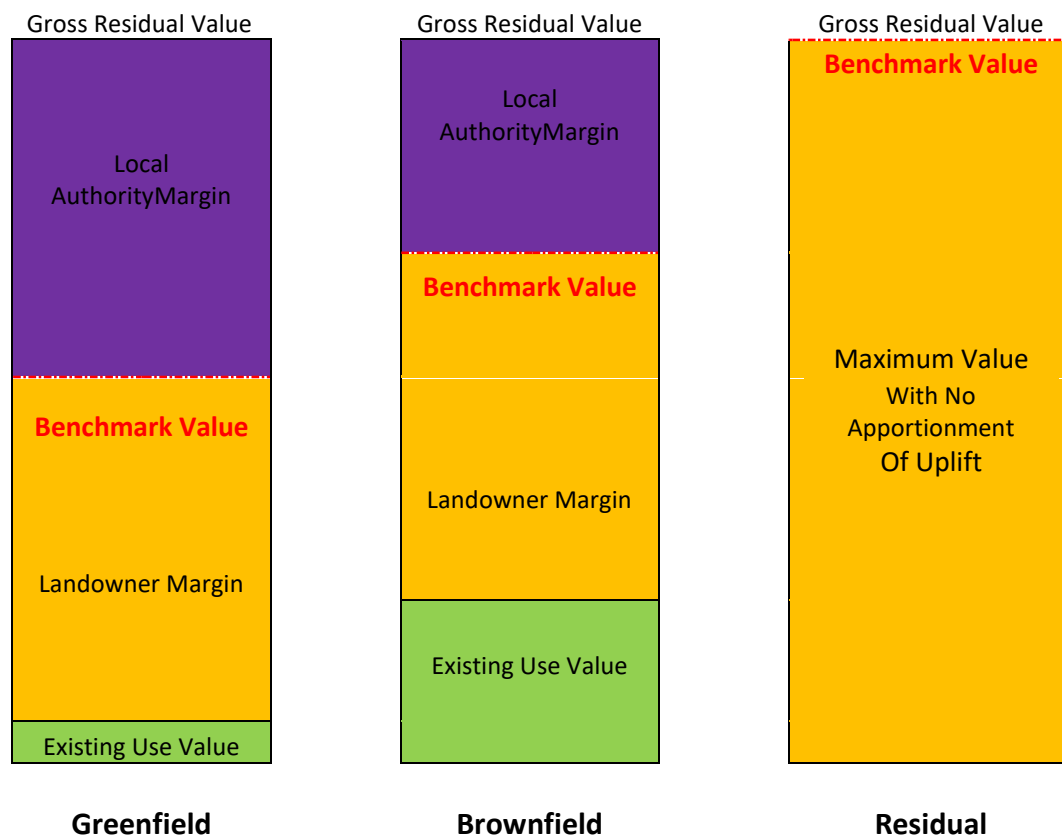 Gross Residual Value
Local
AuthorityMargin
Benchmark Value
Landowner Margin
Existing Use Value
Greenfield
Gross Residual Value
Local
AuthorityMargin
Benchmark Value
Landowner Margin
Existing Use Value
Brownfield
Gross Residual Value
Benchmark Value
Maximum Value
With No
Apportionment
Of Uplift
Residual